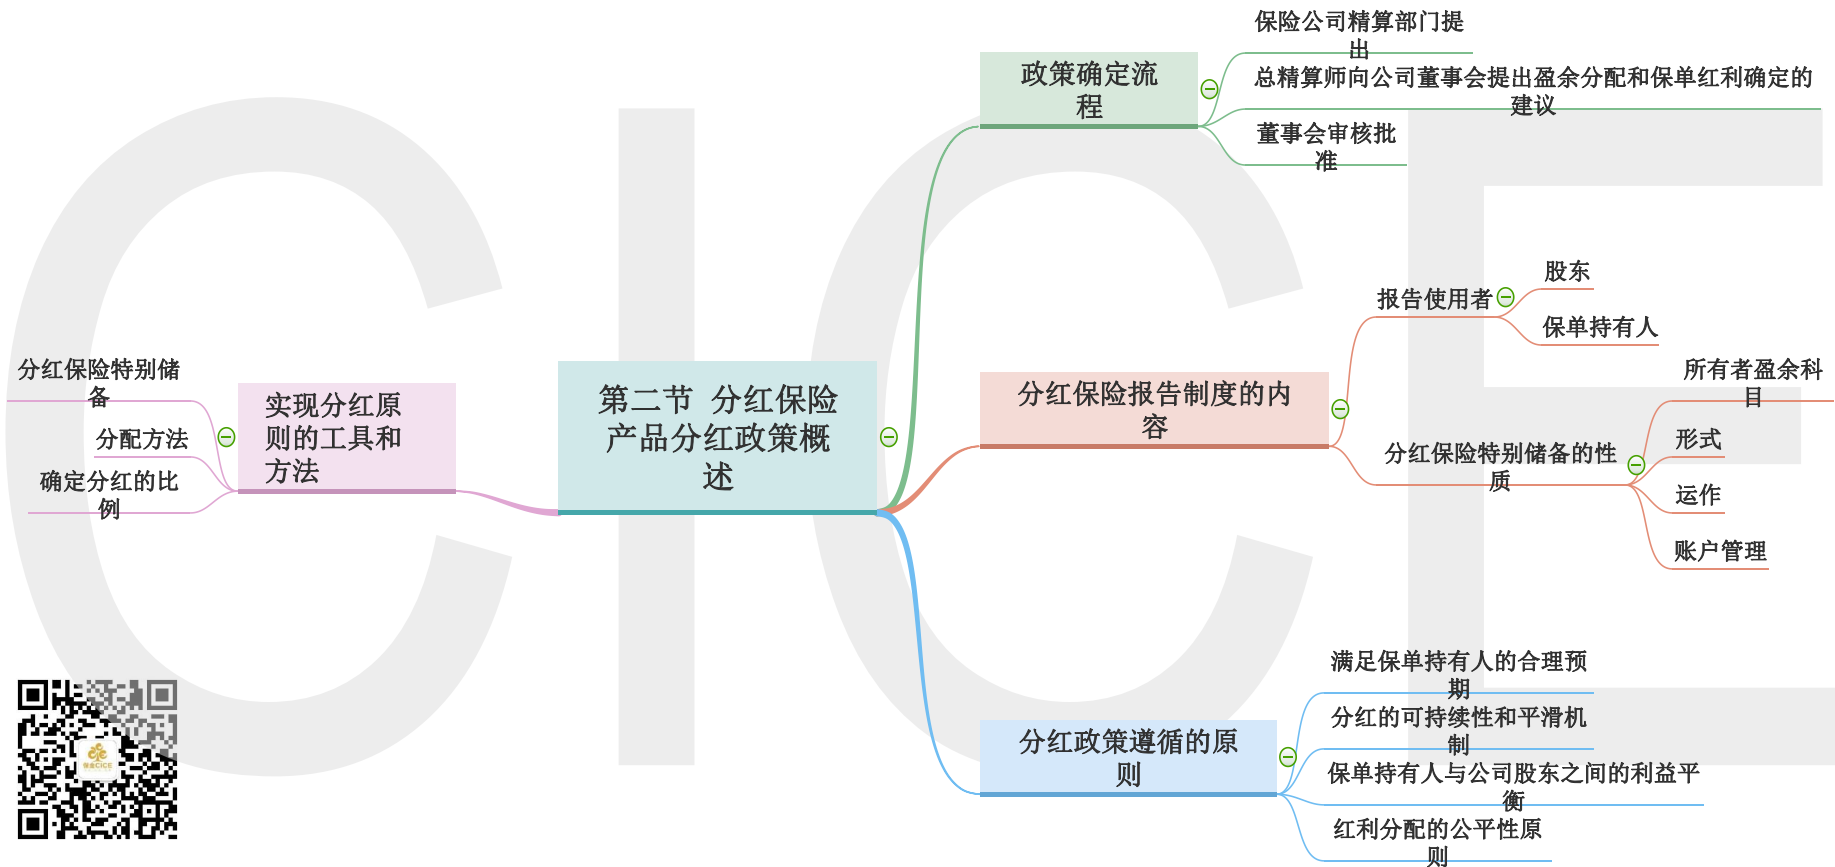 第二节 分红保险
产品分红政策概
述
政策确定流
程
保险公司精算部门提
出
总精算师向公司董事会提出盈余分配和保单红利确定的
建议
董事会审核批
准
分红保险报告制度的内
容
报告使用者
股东
保单持有人
分红保险特别储备的性
质
所有者盈余科
目
形式
运作
账户管理
分红政策遵循的原
则
满足保单持有人的合理预
期
分红的可持续性和平滑机
制
保单持有人与公司股东之间的利益平
衡
红利分配的公平性原
则
实现分红原
则的工具和
方法
分红保险特别储
备
分配方法
确定分红的比
例
CICE
保金CICE